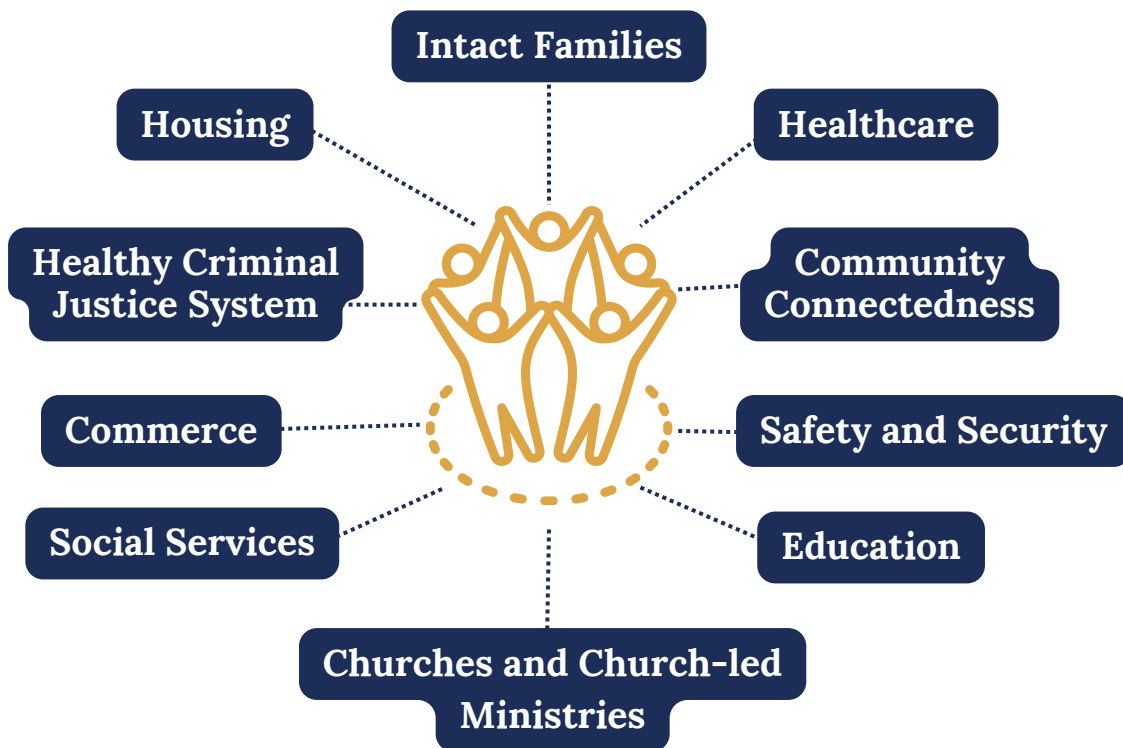 Intact Families
Housing
Healthcare
Healthy Criminal
Justice System
Community
Connectedness
Commerce
Safety and Security
Social Services
Education
Churches and Church-led
Ministries